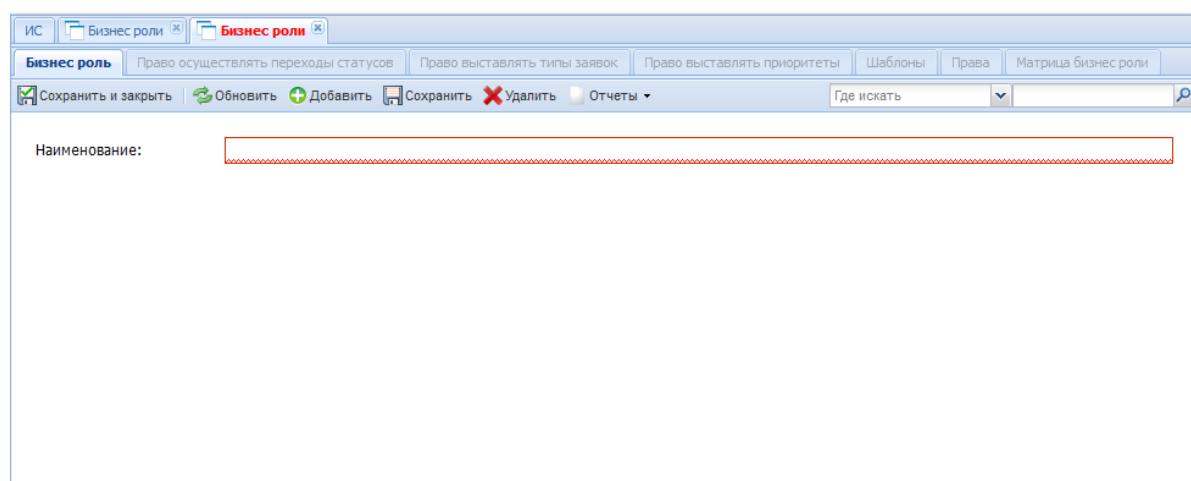 ИС Бизнес роли Бизнес роли
Бизнес роль Право осуществлять переходы статусов Право выставлять типы заявок Право выставлять приоритеты Шаблоны Права Матрица бизнес роли
Сохранить и закрыть Обновить Добавить Сохранить Удалить Отчеты Где искать
Наименование: